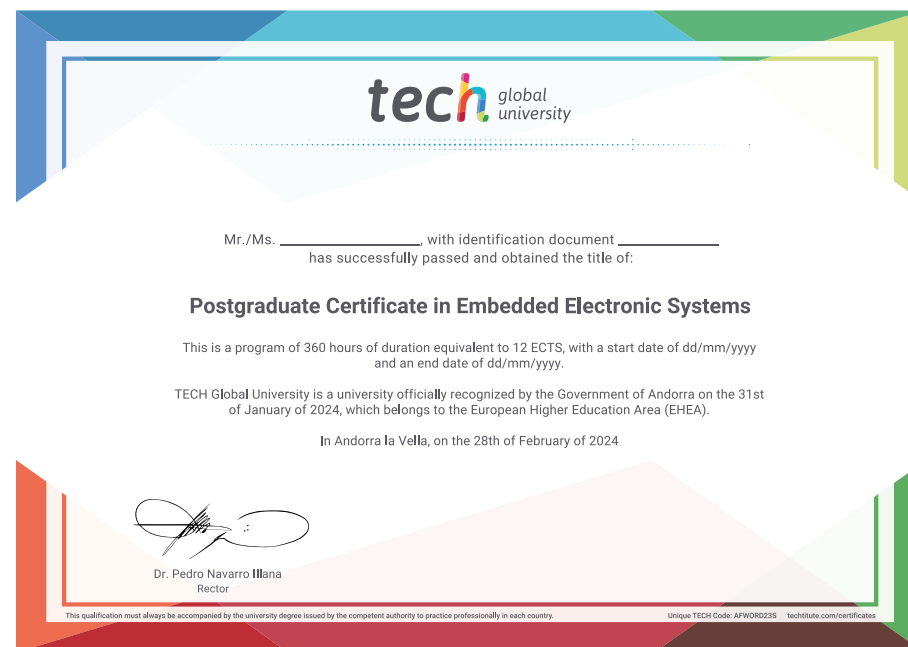 tech global university
Mr./Ms. ____________________, with identification document ______________
has successfully passed and obtained the title of:
Postgraduate Certificate in Embedded Electronic Systems
This is a program of 360 hours of duration equivalent to 12 ECTS, with a start date of dd/mm/yyyy
and an end date of dd/mm/yyyy.
TECH Global University is a university officially recognized by the Government of Andorra on the 31st
of January of 2024, which belongs to the European Higher Education Area (EHEA).
In Andorra la Vella, on the 28th of February of 2024
Dr. Pedro Navarro Illana
Rector
This qualification must always be accompanied by the university degree issued by the competent authority to practice professionally in each country.
Unique TECH Code: AFWORD23S techtitute.com/certificates